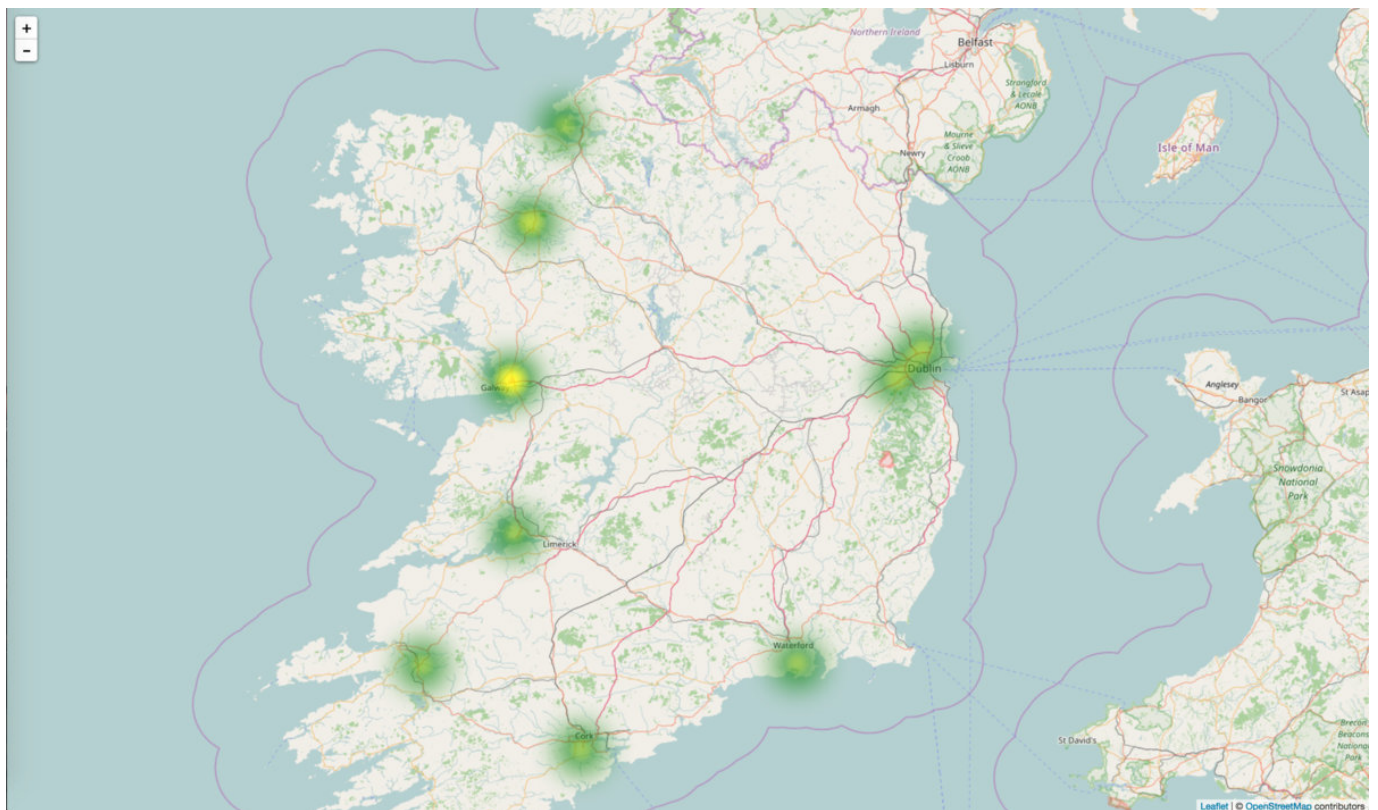 +
-
Northern Ireland
Belfast
Lisburn
Strangford
& Lecale
AONB
Armagh
Mourne
& Slieve
Croob
AONB
Newry
Isle of Man
Dublin
Galw
Anglesey
Bangor
St Asap
Snowdonia
National
Park
Limerick
Waterford
Cork
St David's
Brecon
Beacons
National
Park
Leaflet | © OpenStreetMap contributors